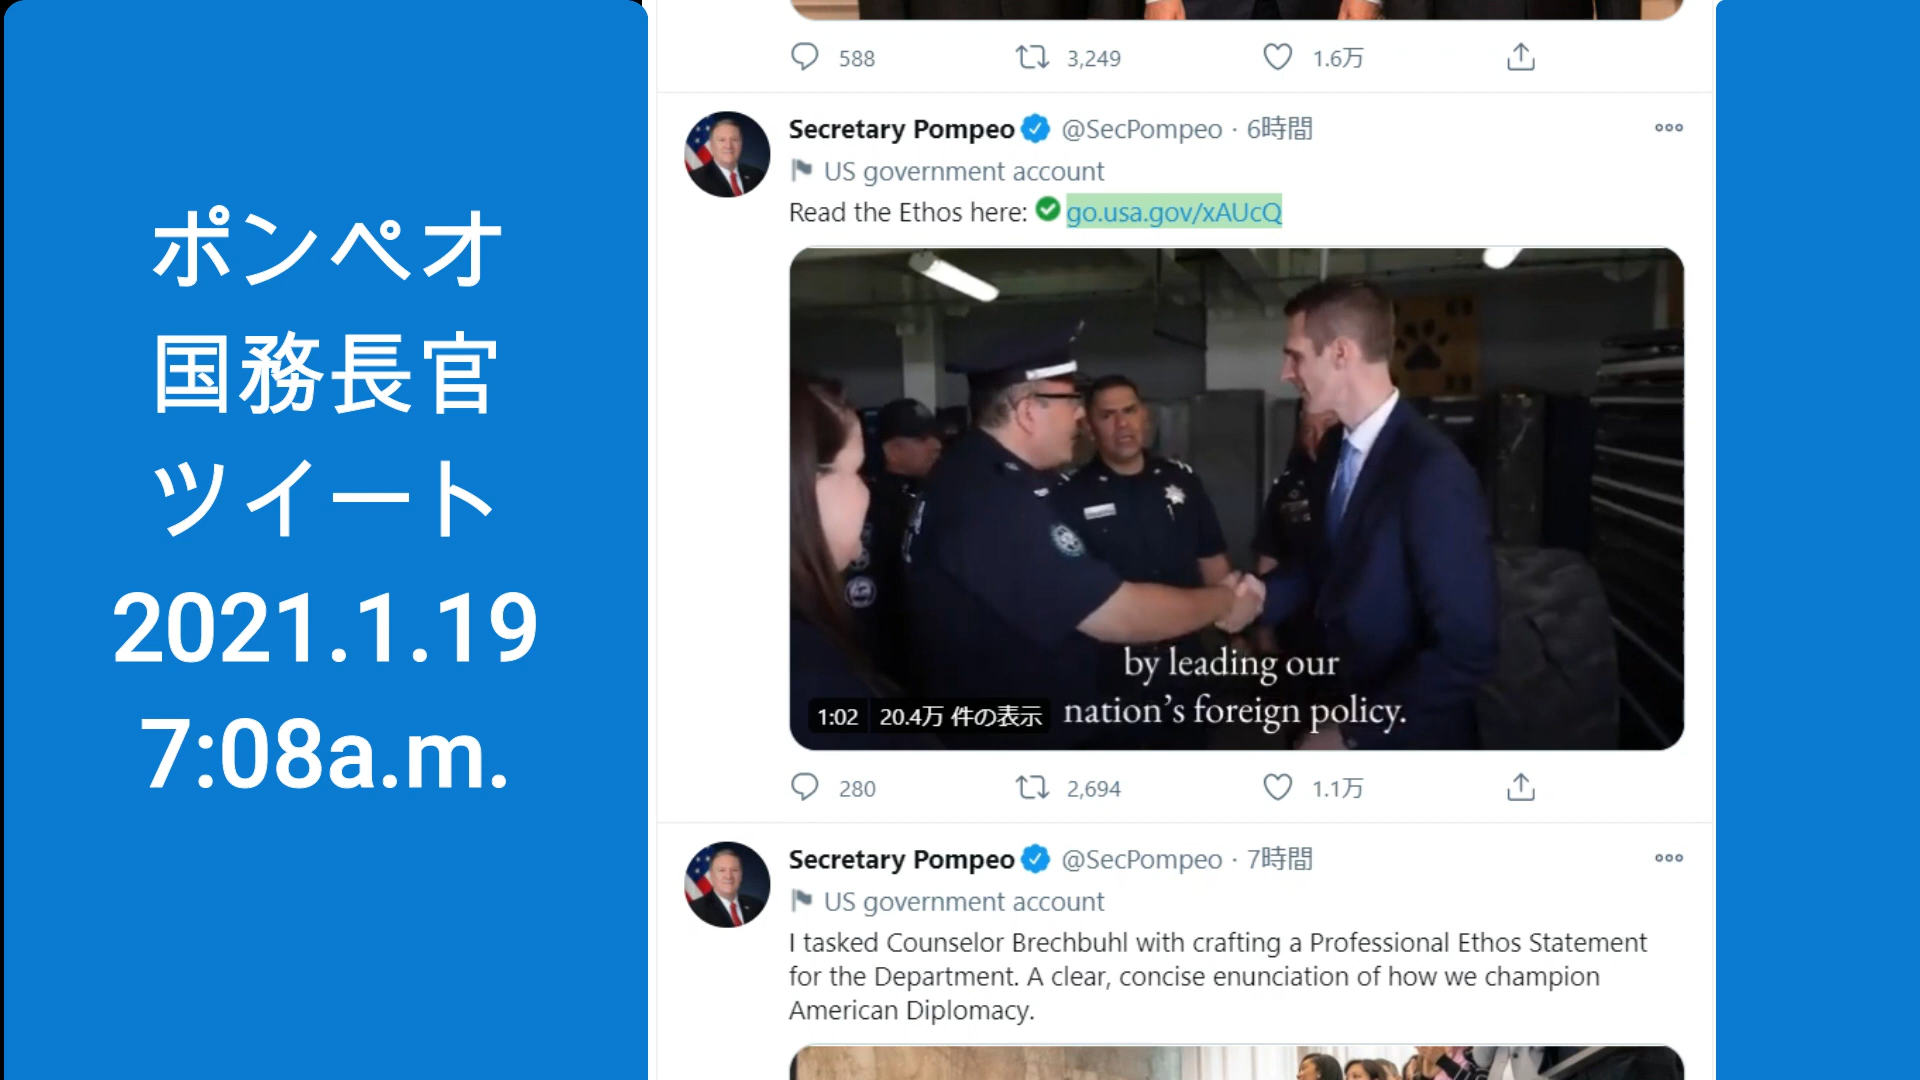 ポンペオ
国務長官
ツイート
2021.1.19
7:08a.m.
588 3,249 1.6万
Secretary Pompeo @SecPompeo · 6時間
US government account
Read the Ethos here: go.usa.gov/xAUcQ
by leading our
nation's foreign policy.
1:02 20.4万 件の表示
280 2,694 1.1万
Secretary Pompeo @SecPompeo · 7時間
US government account
I tasked Counselor Brechbuhl with crafting a Professional Ethos Statement
for the Department. A clear, concise enunciation of how we champion
American Diplomacy.